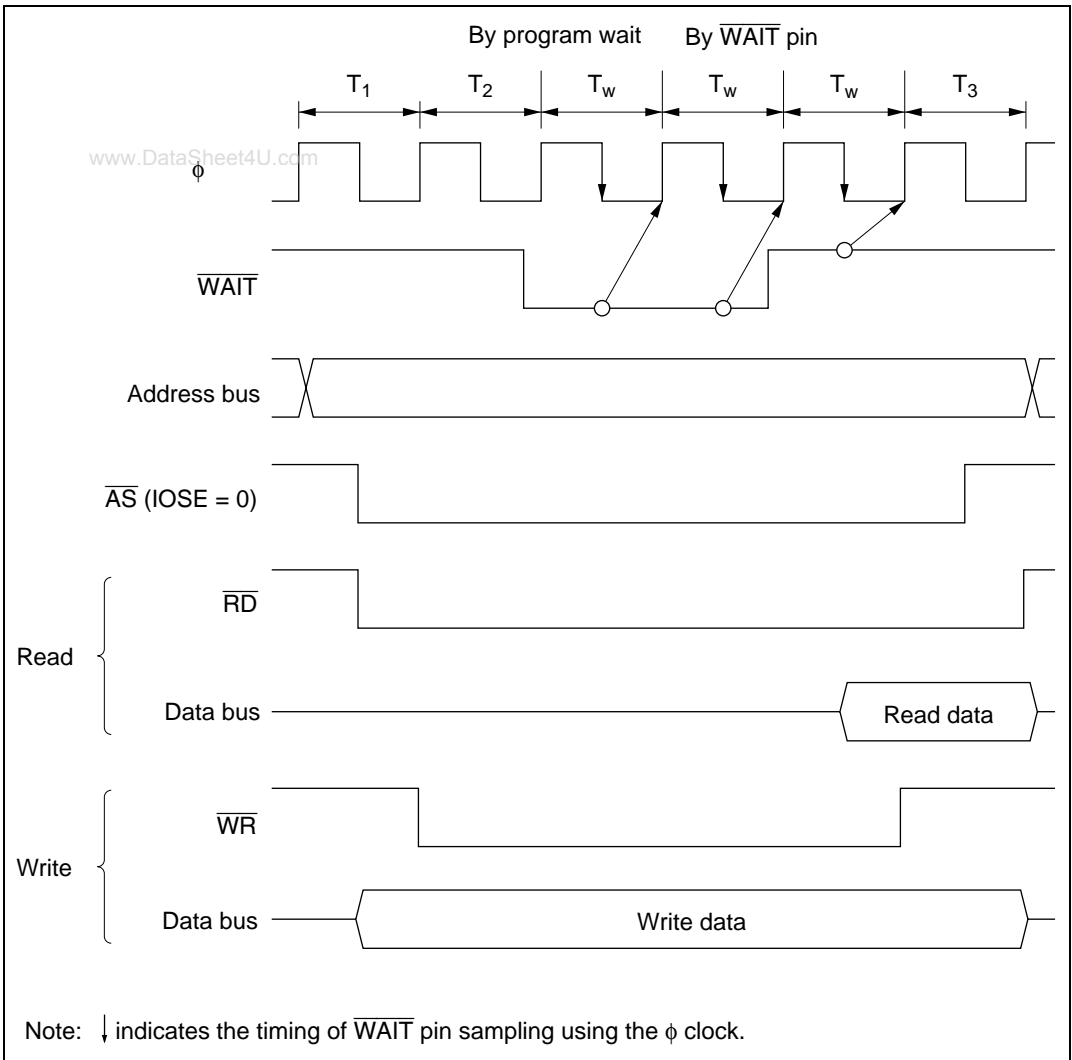 By program wait By WAIT pin
T1 T2 Tw Tw Tw T3
www.DataSheet4U.com
ϕ
WAIT
Address bus
AS (IOSE = 0)
RD
Read
Data bus Read data
WR
Write
Data bus Write data
Note: ↓ indicates the timing of WAIT pin sampling using the ϕ clock.